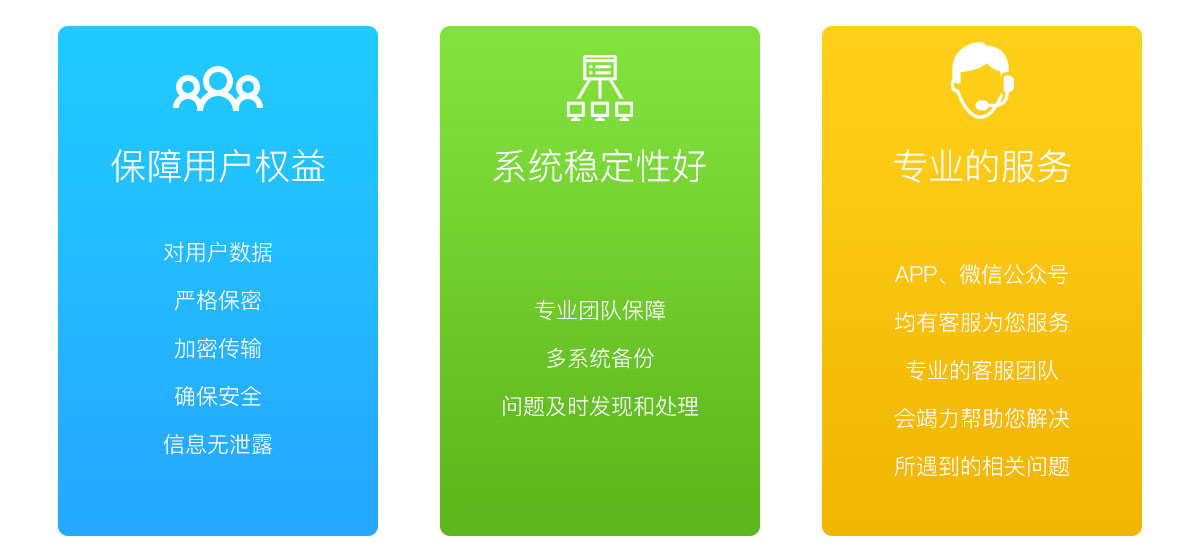 保障用户权益
对用户数据
严格保密
加密传输
确保安全
信息无泄露
系统稳定性好
专业团队保障
多系统备份
问题及时发现和处理
专业的服务
APP、微信公众号
均有客服为您服务
专业的客服团队
会竭力帮助您解决
所遇到的相关问题